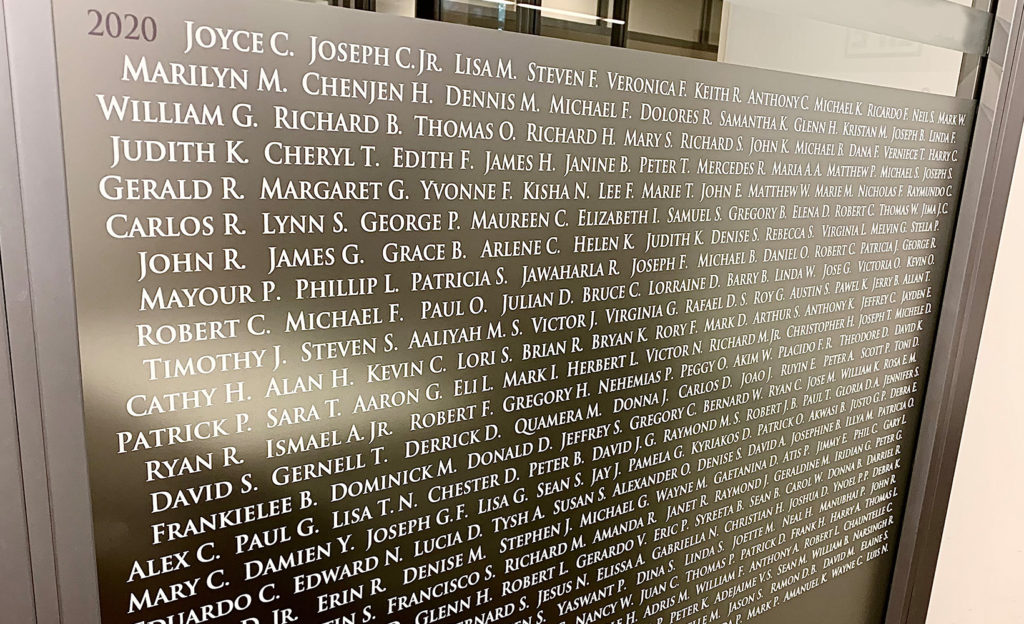 2020
JOYCE C. JOSEPH C. JR. LISA M. STEVEN F. VERONICA F. KEITH R. ANTHONY C. MICHAEL K. RICARDO F. NEIL S. MARK W.
MARILYN M. CHENJEN H. DENNIS M. MICHAEL F. DOLORES R. SAMANTHA K. GLENN H. KRISTAN M. JOSEPH B. LINDA F.
WILLIAM G. RICHARD B. THOMAS O. RICHARD H. MARY S. RICHARD S. JOHN K. MICHAEL B. DANA F. VERNIECE T. HARRY C.
JUDITH K. CHERYL T. EDITH F. JAMES H. JANINE B. PETER T. MERCEDES R. MARIA A. A. MATTHEW P. MICHAEL S. JOSEPH S.
GERALD R. MARGARET G. YVONNE F. KISHA N. LEE F. MARIE T. JOHN E. MATTHEW W. MARIE M. NICHOLAS F. RAYMUNDO C.
CARLOS R. LYNN S. GEORGE P. MAUREEN C. ELIZABETH I. SAMUEL S. GREGORY B. ELENA D. ROBERT C. THOMAS W. JEMA J.C.
JOHN R. JAMES G. GRACE B. ARLENE C. HELEN K. JUDITH K. DENISE S. REBECCA S. VIRGINIA L. MELVIN G. STELLA P.
MAYOUR P. PHILLIP L. PATRICIA S. JAWAHARLA R. JOSEPH F. MICHAEL B. DANIEL O. ROBERT C. PATRICIA J. GEORGE R.
ROBERT C. MICHAEL F. PAUL O. JULIAN D. BRUCE C. LORRAINE D. BARRY B. LINDA W. JOSE G. VICTORIA O. KEVIN O.
TIMOTHY J. STEVEN S. AALIYAH M. S. VICTOR J. VIRGINIA G. RAFAEL D. S. ROY G. AUSTIN S. PAWEL K. JERRY B. ALLAN T.
CATHY H. ALAN H. KEVIN C. LORI S. BRIAN R. BRYAN K. RORY F. MARK D. ARTHUR S. ANTHONY K. JEFFREY C. JAYDEN E.
PATRICK P. SARA T. AARON G. ELI L. MARK I. HERBERT L. VICTOR N. RICHARD M. JR. CHRISTOPHER H. JOSEPH T. MICHELE D.
RYAN R. ISMAEL A. JR. ROBERT F. GREGORY H. NEHEMIAS P. PEGGY O. AKIM W. PLACIDO F. R. THEODORE D. DAVID K.
DAVID S. GERNELL T. DERRICK D. QUAMERA M. DONNA J. CARLOS D. JOAO J. RUYIN E. PETER A. SCOTT P. TONI D.
FRANKIELEE B. DOMINICK M. DONALD D. JEFFREY S. GREGORY C. BERNARD W. RYAN C. JOSE M. WILLIAM K. ROSA E. M.
ALEX C. PAUL G. LISA T. N. CHESTER D. PETER B. DAVID J. G. RAYMOND M. S. ROBERT J. B. PAUL T. GLORIA D. A. JENNIFER S.
MARY C. DAMIEN Y. JOSEPH G. F. LISA G. SEAN S. JAY J. PAMELA G. KYRIAKOS D. PATRICK O. AKWASI B. JUSTO G. P. DEBRA E.
EDUARDO C. EDWARD N. LUCIA D. TYSH A. SUSAN S. ALEXANDER O. DENISE S. DAVID A. JOSEPHINE B. ILLYA M. PATRICIA O.
D. JR. ERIN R. DENISE M. STEPHEN J. MICHAEL G. WAYNE M. GAETANINA D. ATIS P. JIMMY E. PHIL C. GARY L.
S. FRANCISCO S. RICHARD M. AMANDA R. JANET R. RAYMOND J. GERALDINE M. IRIDIAN G. PETER G.
GLENN H. ROBERT L. GERARDO V. ERIC P. SYREETA B. SEAN B. CAROL W. DONNA B. DARRIEL R.
S. JESUS N. ELISSA A. GABRIELLA N. CHRISTIAN H. JOSHUA D. YNOEL P. P. DEBRA K.
S. YASWANT P. DINA S. LINDA S. JOETTE M. NEAL H. MANUBHAI P. JOHN R.
NANCY W. JUAN C. THOMAS P. PATRICK D. FRANK H. HARRY A. THOMAS L.
H. ADRIS M. WILLIAM F. ANTHONY A. ROBERT L. CHAUNTELLE C.
PETER K. ADEJAIME V. S. SEAN M. WILLIAM B. NARSINGH R.
M. JASON S. RAMON D. B. DAVID M. ELAINE S.
P. MARK P. AMANUEL K. WAYNE C. LUIS N.